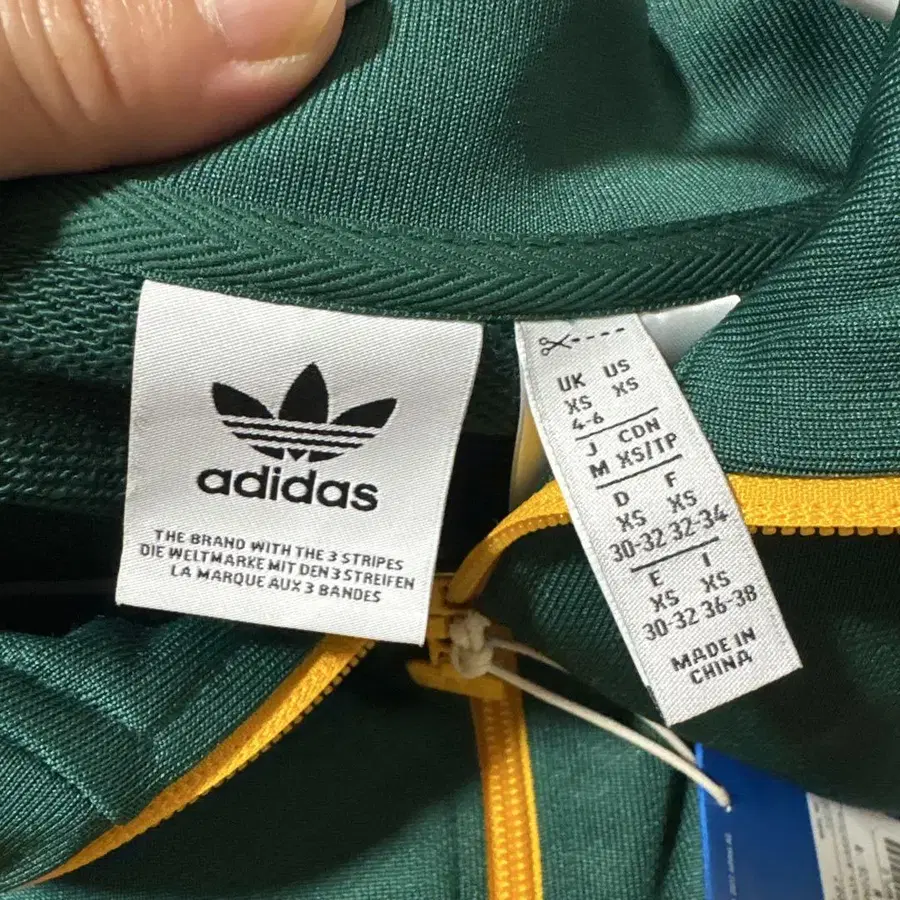 adidas
THE BRAND WITH THE 3 STRIPES
DIE WELTMARKE MIT DEN 3 STREIFEN
LA MARQUE AUX 3 BANDES
UK US
XS XS
4-6
J CDN
M XS/TP
D F
XS XS
30-32 32-34
E I
XS XS
30-32 36-38
MADE IN
CHINA